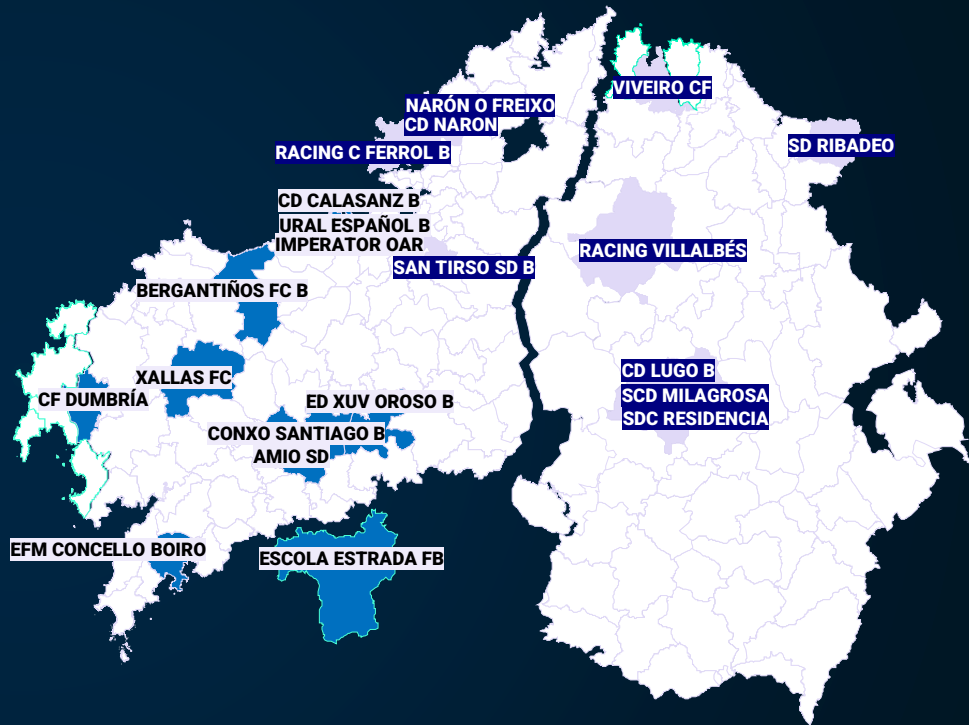 VIVEIRO CF
NARÓN O FREIXO
CD NARON
SD RIBADEO
RACING C FERROL B
CD CALASANZ B
URAL ESPAÑOL B
IMPERATOR OAR
RACING VILLALBÉS
SAN TIRSO SD B
BERGANTIÑOS FC B
CD LUGO B
XALLAS FC
SCD MILAGROSA
CF DUMBRÍA
ED XUV OROSO B
SDC RESIDENCIA
CONXO SANTIAGO B
AMIO SD
EFM CONCELLO BOIRO
ESCOLA ESTRADA FB